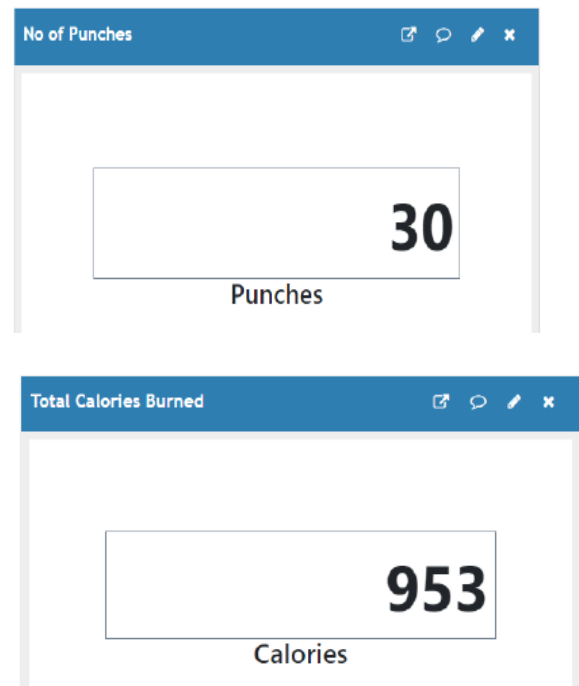 No of Punches
30
Punches
Total Calories Burned
953
Calories